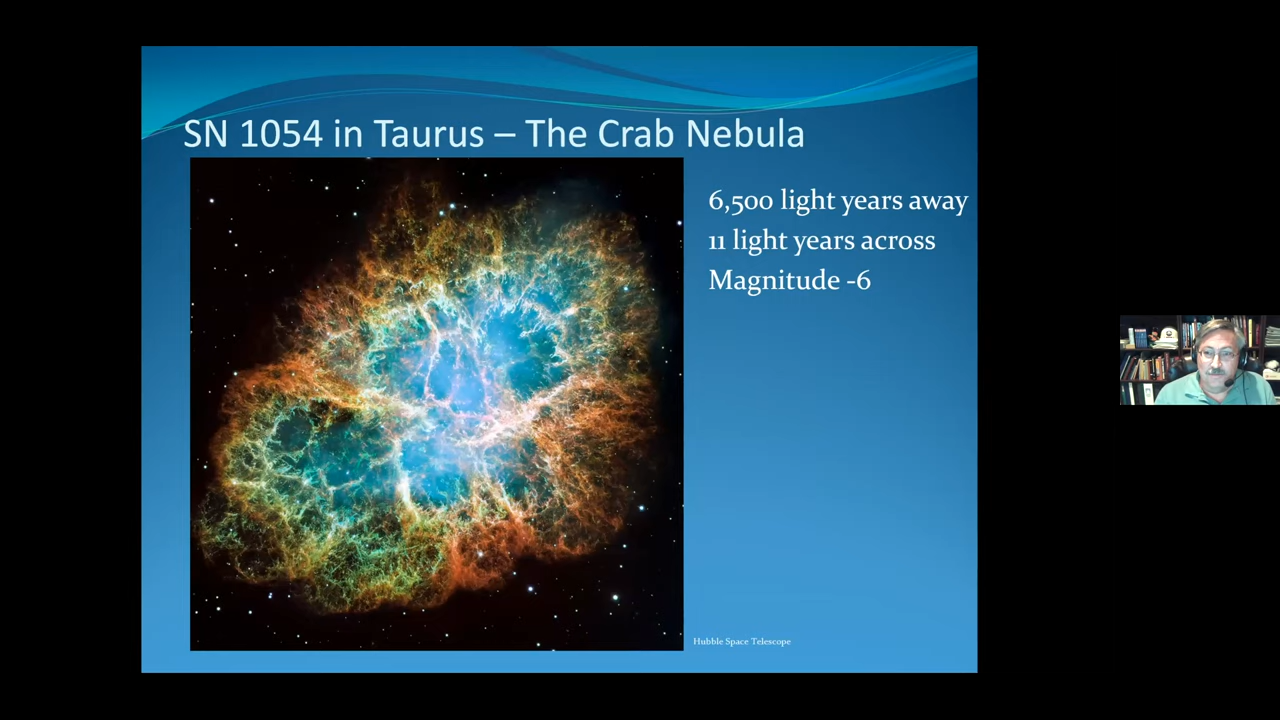 SN 1054 in Taurus – The Crab Nebula
6,500 light years away
11 light years across
Magnitude -6
Hubble Space Telescope